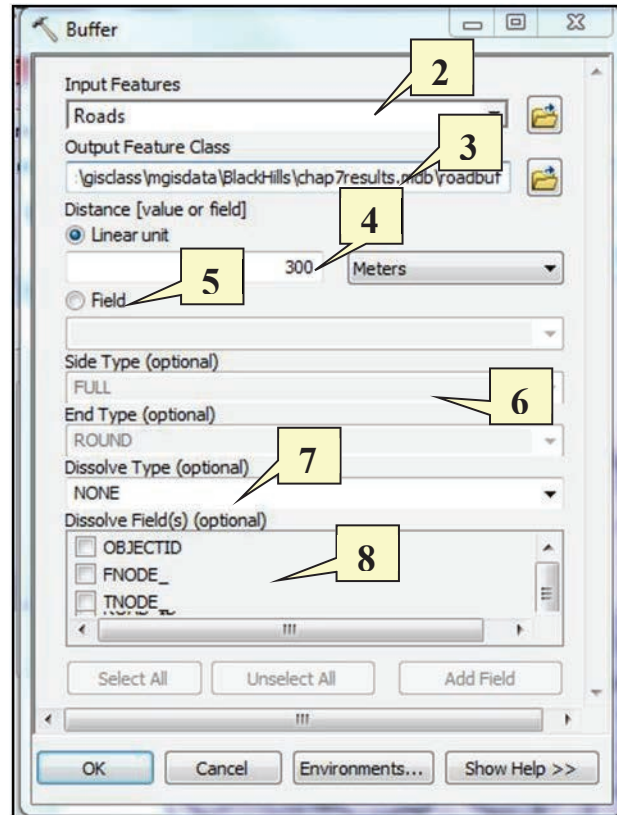 Buffer
2
Input Features
Roads
3
Output Feature Class
:\gisclass\mgisdata\BlackHills\chap7results.mdb\roadbuf
Distance [value or field]
4
Linear unit
300 Meters
5
Field
Side Type (optional)
FULL
6
End Type (optional)
ROUND
7
Dissolve Type (optional)
NONE
Dissolve Field(s) (optional)
8
OBJECTID
FNODE_
TNODE_
Select All Unselect All Add Field
OK Cancel Environments... Show Help >>